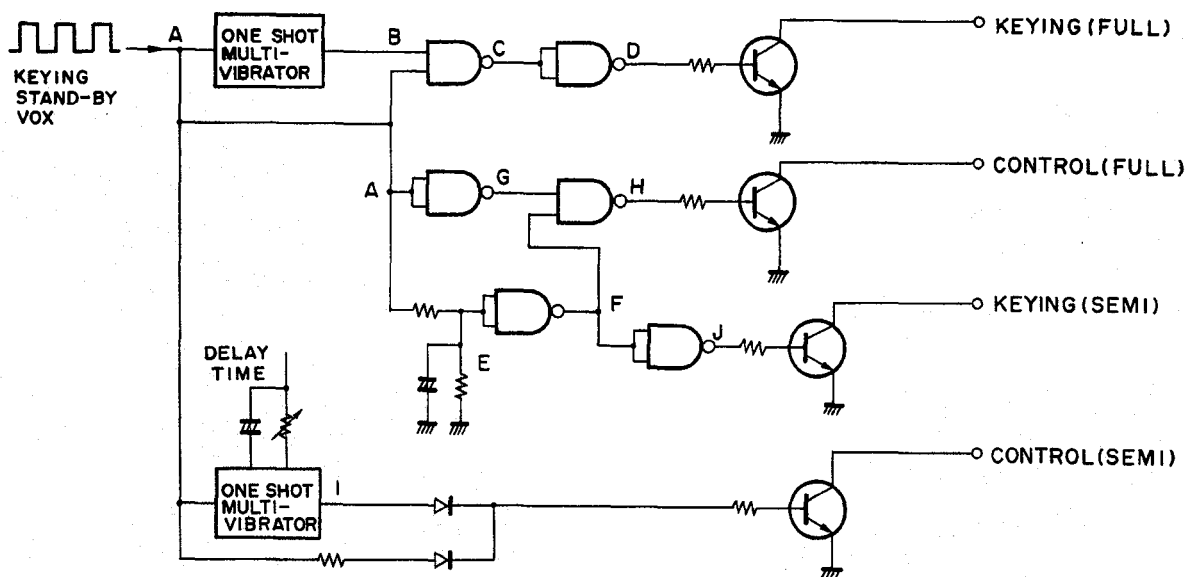 A
ONE SHOT
MULTI-
VIBRATOR
B
C
D
KEYING (FULL)
KEYING
STAND-BY
VOX
A
G
H
CONTROL (FULL)
F
E
J
KEYING (SEMI)
DELAY
TIME
ONE SHOT
MULTI-
VIBRATOR
I
CONTROL (SEMI)